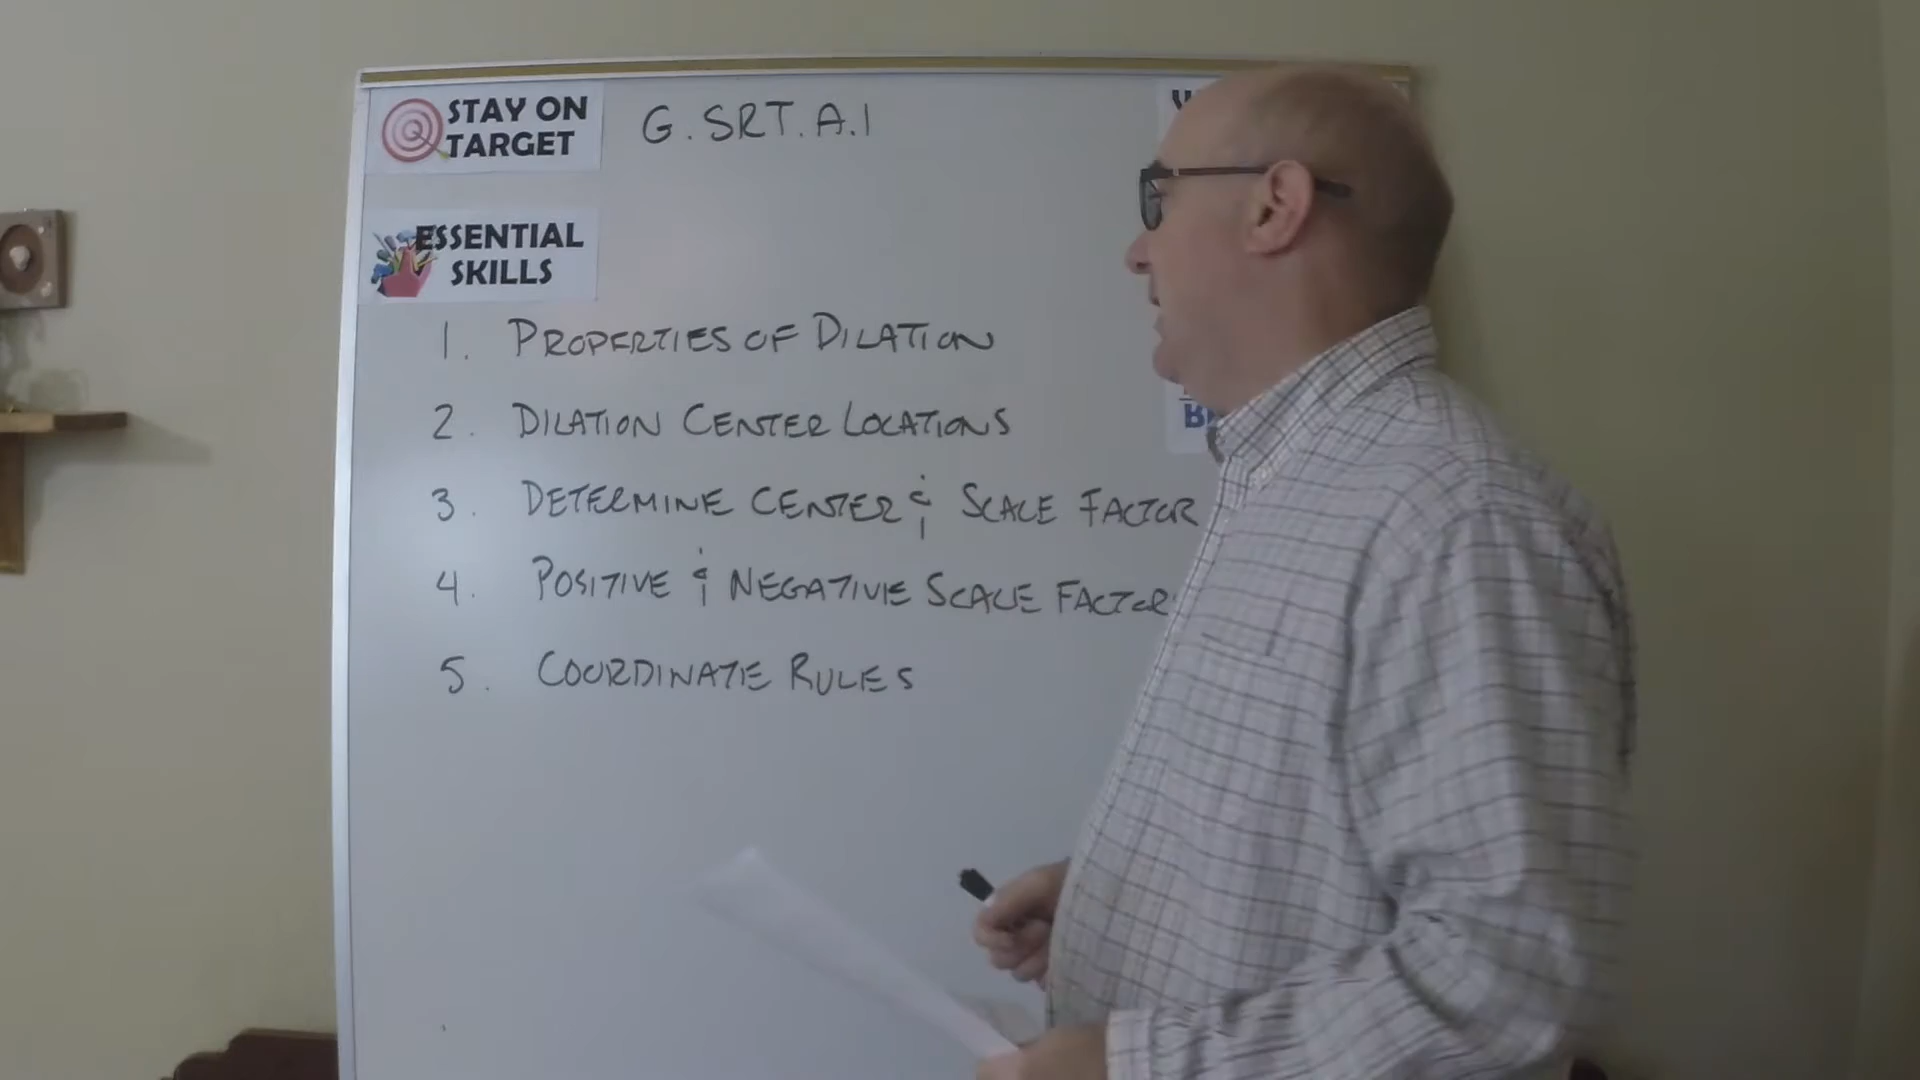 STAY ON
TARGET
G.SRT.A.1
ESSENTIAL
SKILLS
1. PROPERTIES OF DILATION
2. DILATION CENTER LOCATIONS
3. DETERMINE CENTER & SCALE FACTOR
4. POSITIVE & NEGATIVE SCALE FACTOR
5. COORDINATE RULES